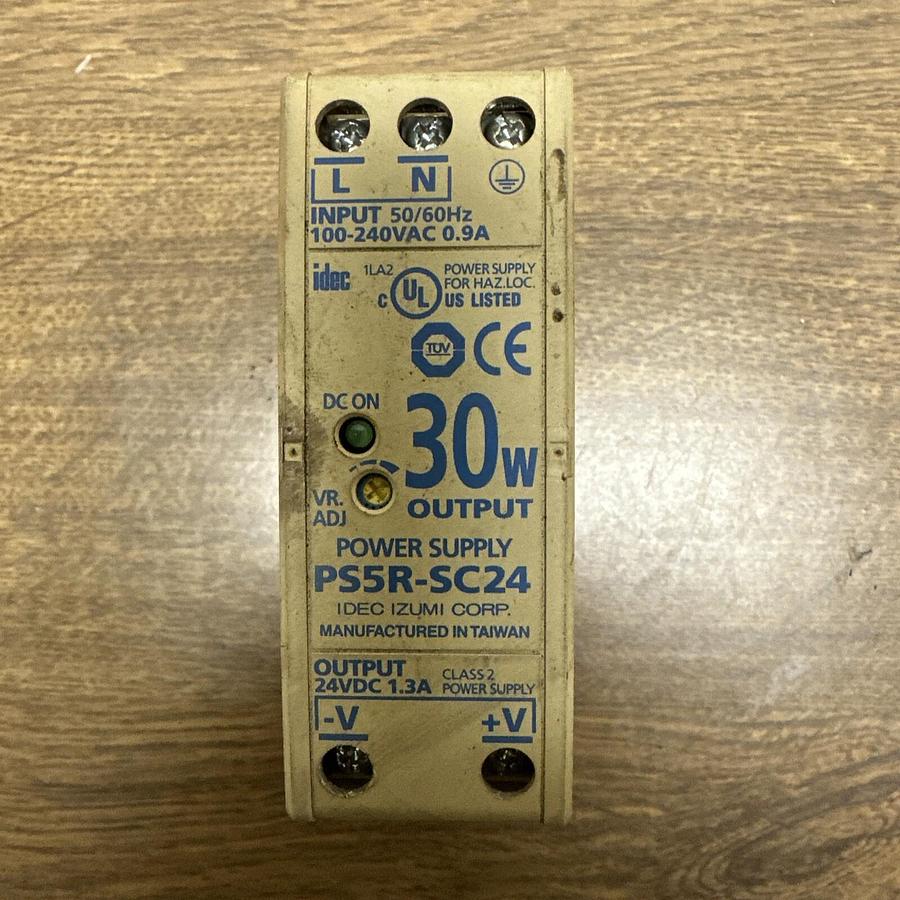 L N
INPUT 50/60Hz
100-240VAC 0.9A
idec 1LA2
C UL US LISTED
POWER SUPPLY
FOR HAZ.LOC.
TÜV CE
DC ON
30W
OUTPUT
VR.
ADJ
POWER SUPPLY
PS5R-SC24
IDEC IZUMI CORP.
MANUFACTURED IN TAIWAN
OUTPUT
24VDC 1.3A
CLASS 2
POWER SUPPLY
-V +V